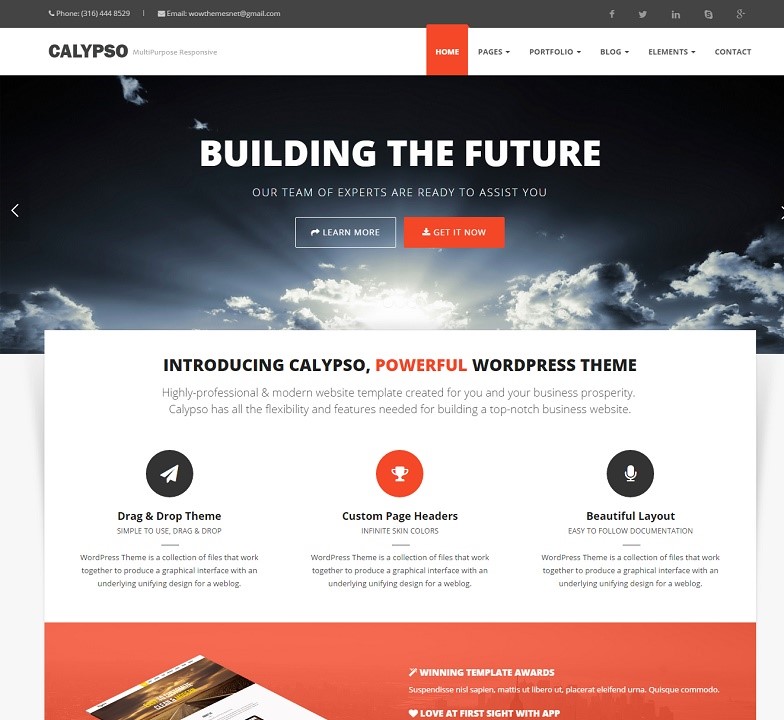 Phone: (316) 444 8529 | Email: wowthemesnet@gmail.com
CALYPSO MultiPurpose Responsive
HOME PAGES PORTFOLIO BLOG ELEMENTS CONTACT
BUILDING THE FUTURE
OUR TEAM OF EXPERTS ARE READY TO ASSIST YOU
LEARN MORE GET IT NOW
INTRODUCING CALYPSO, POWERFUL WORDPRESS THEME
Highly-professional & modern website template created for you and your business prosperity.
Calypso has all the flexibility and features needed for building a top-notch business website.
Drag & Drop Theme
SIMPLE TO USE, DRAG & DROP
WordPress Theme is a collection of files that work
together to produce a graphical interface with an
underlying unifying design for a weblog.
Custom Page Headers
INFINITE SKIN COLORS
WordPress Theme is a collection of files that work
together to produce a graphical interface with an
underlying unifying design for a weblog.
Beautiful Layout
EASY TO FOLLOW DOCUMENTATION
WordPress Theme is a collection of files that work
together to produce a graphical interface with an
underlying unifying design for a weblog.
WINNING TEMPLATE AWARDS
Suspendisse nisl sapien, mattis ut libero ut, placerat eleifend urna. Quisque commodo.
LOVE AT FIRST SIGHT WITH APP